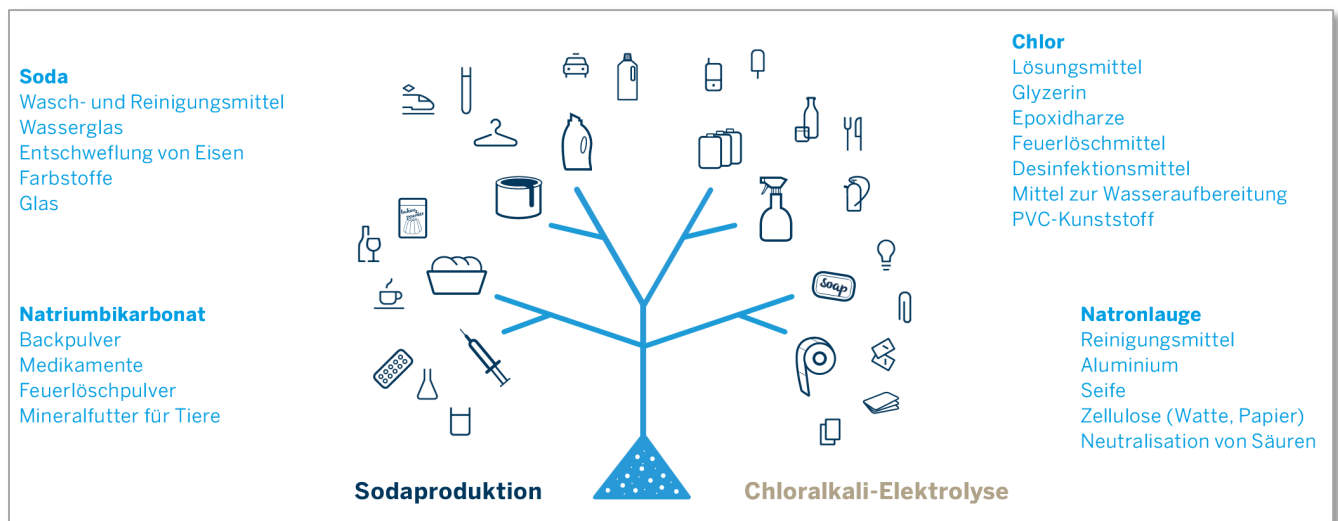 Soda
Wasch- und Reinigungsmittel
Wasserglas
Entschweflung von Eisen
Farbstoffe
Glas
Natriumbikarbonat
Backpulver
Medikamente
Feuerlöschpulver
Mineralfutter für Tiere
baking
powder
soap
Chlor
Lösungsmittel
Glyzerin
Epoxidharze
Feuerlöschmittel
Desinfektionsmittel
Mittel zur Wasseraufbereitung
PVC-Kunststoff
Natronlauge
Reinigungsmittel
Aluminium
Seife
Zellulose (Watte, Papier)
Neutralisation von Säuren
Sodaproduktion
Chloralkali-Elektrolyse